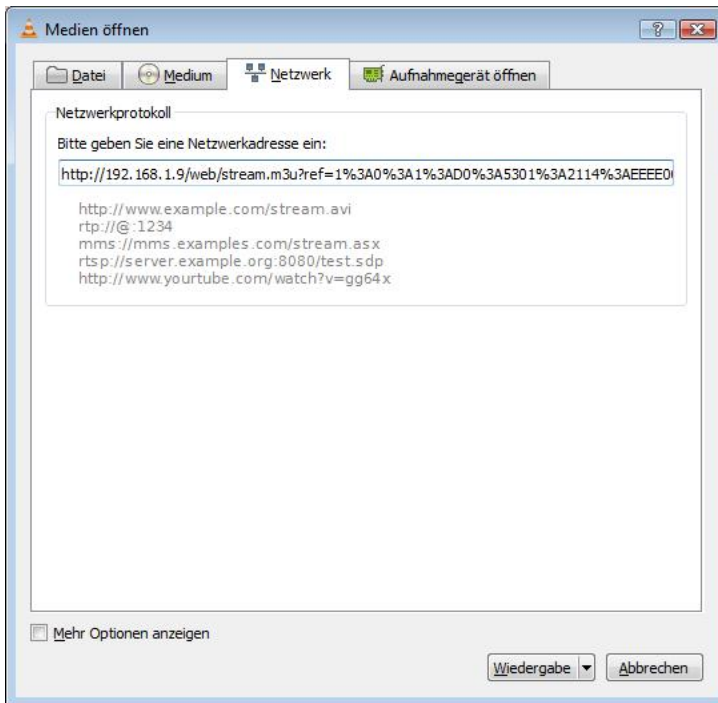 Medien öffnen
Datei Medium Netzwerk Aufnahmegerät öffnen
Netzwerkprotokoll
Bitte geben Sie eine Netzwerkadresse ein:
http://192.168.1.9/web/stream.m3u?ref=1%3A0%3A1%3AD0%3A5301%3A2114%3AEEEE0
http://www.example.com/stream.avi
rtp://@:1234
mms://mms.examples.com/stream.asx
rtsp://server.example.org:8080/test.sdp
http://www.yourtube.com/watch?v=gg64x
Mehr Optionen anzeigen
Wiedergabe Abbrechen